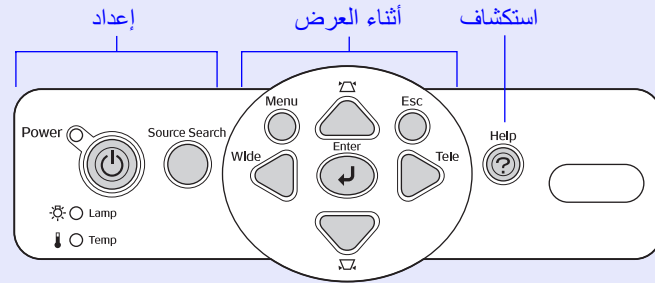 إعداد
أثناء العرض
استكشاف
Menu
Esc
Power
Source Search
Help
Wide
Enter
Tele
?
Lamp
Temp